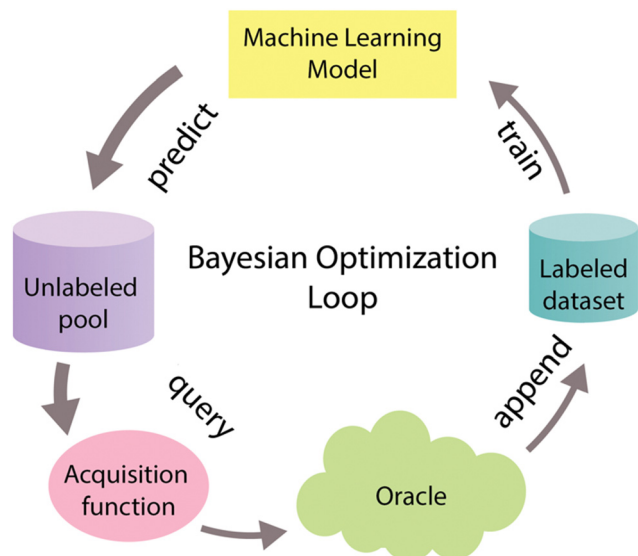 Machine Learning
Model
predict
train
Unlabeled
pool
Bayesian Optimization
Loop
Labeled
dataset
query
append
Acquisition
function
Oracle